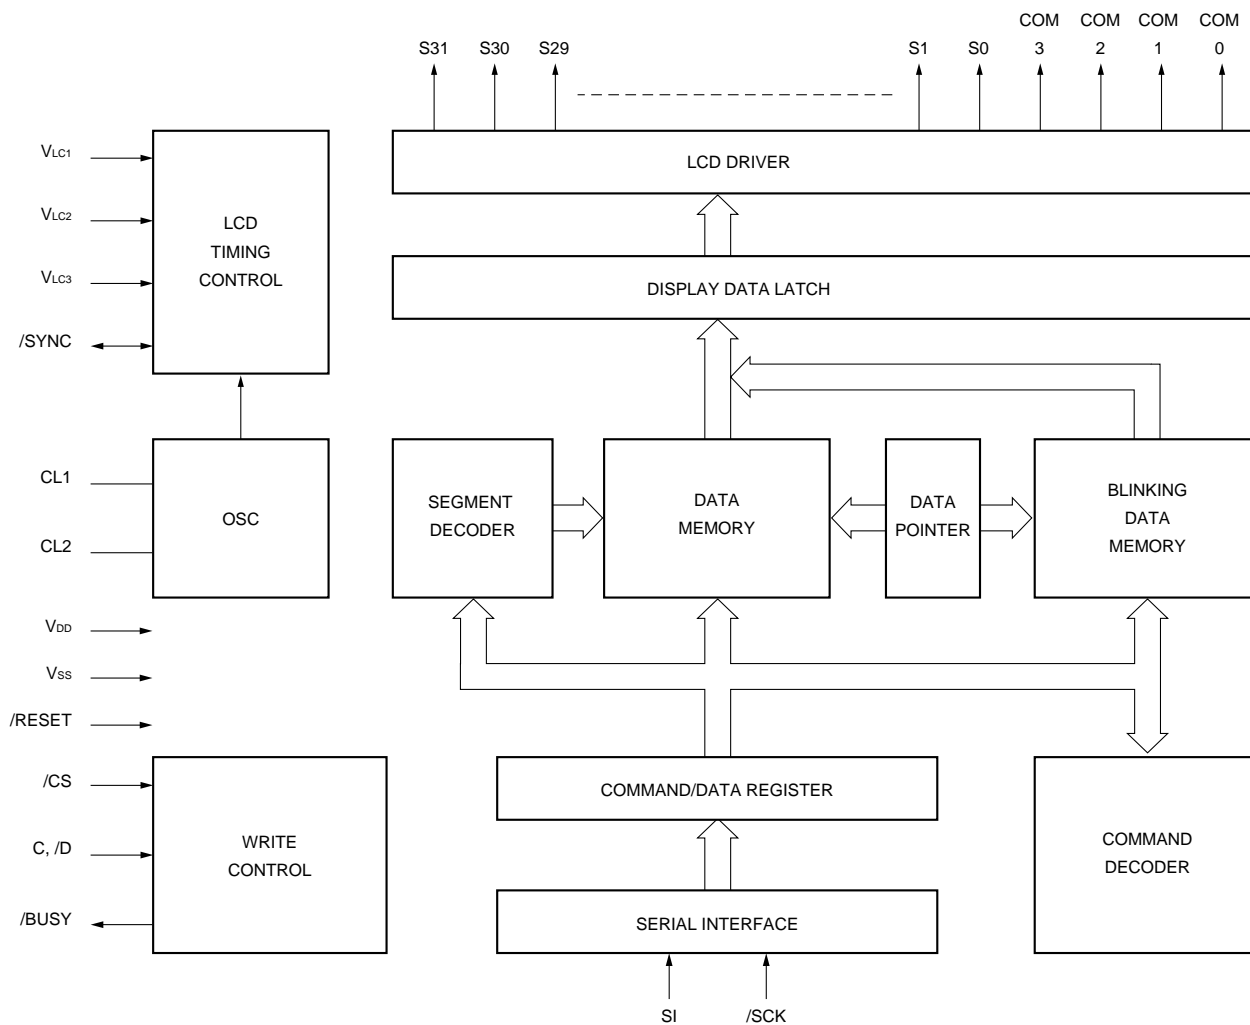 COM COM COM COM
S31 S30 S29 S1 S0 3 2 1 0
VLC1
LCD DRIVER
VLC2
LCD
TIMING
CONTROL
VLC3
DISPLAY DATA LATCH
/SYNC
CL1
OSC
CL2
SEGMENT
DECODER
DATA
MEMORY
DATA
POINTER
BLINKING
DATA
MEMORY
VDD
VSS
/RESET
/CS
C, /D
/BUSY
WRITE
CONTROL
COMMAND/DATA REGISTER
COMMAND
DECODER
SERIAL INTERFACE
SI /SCK